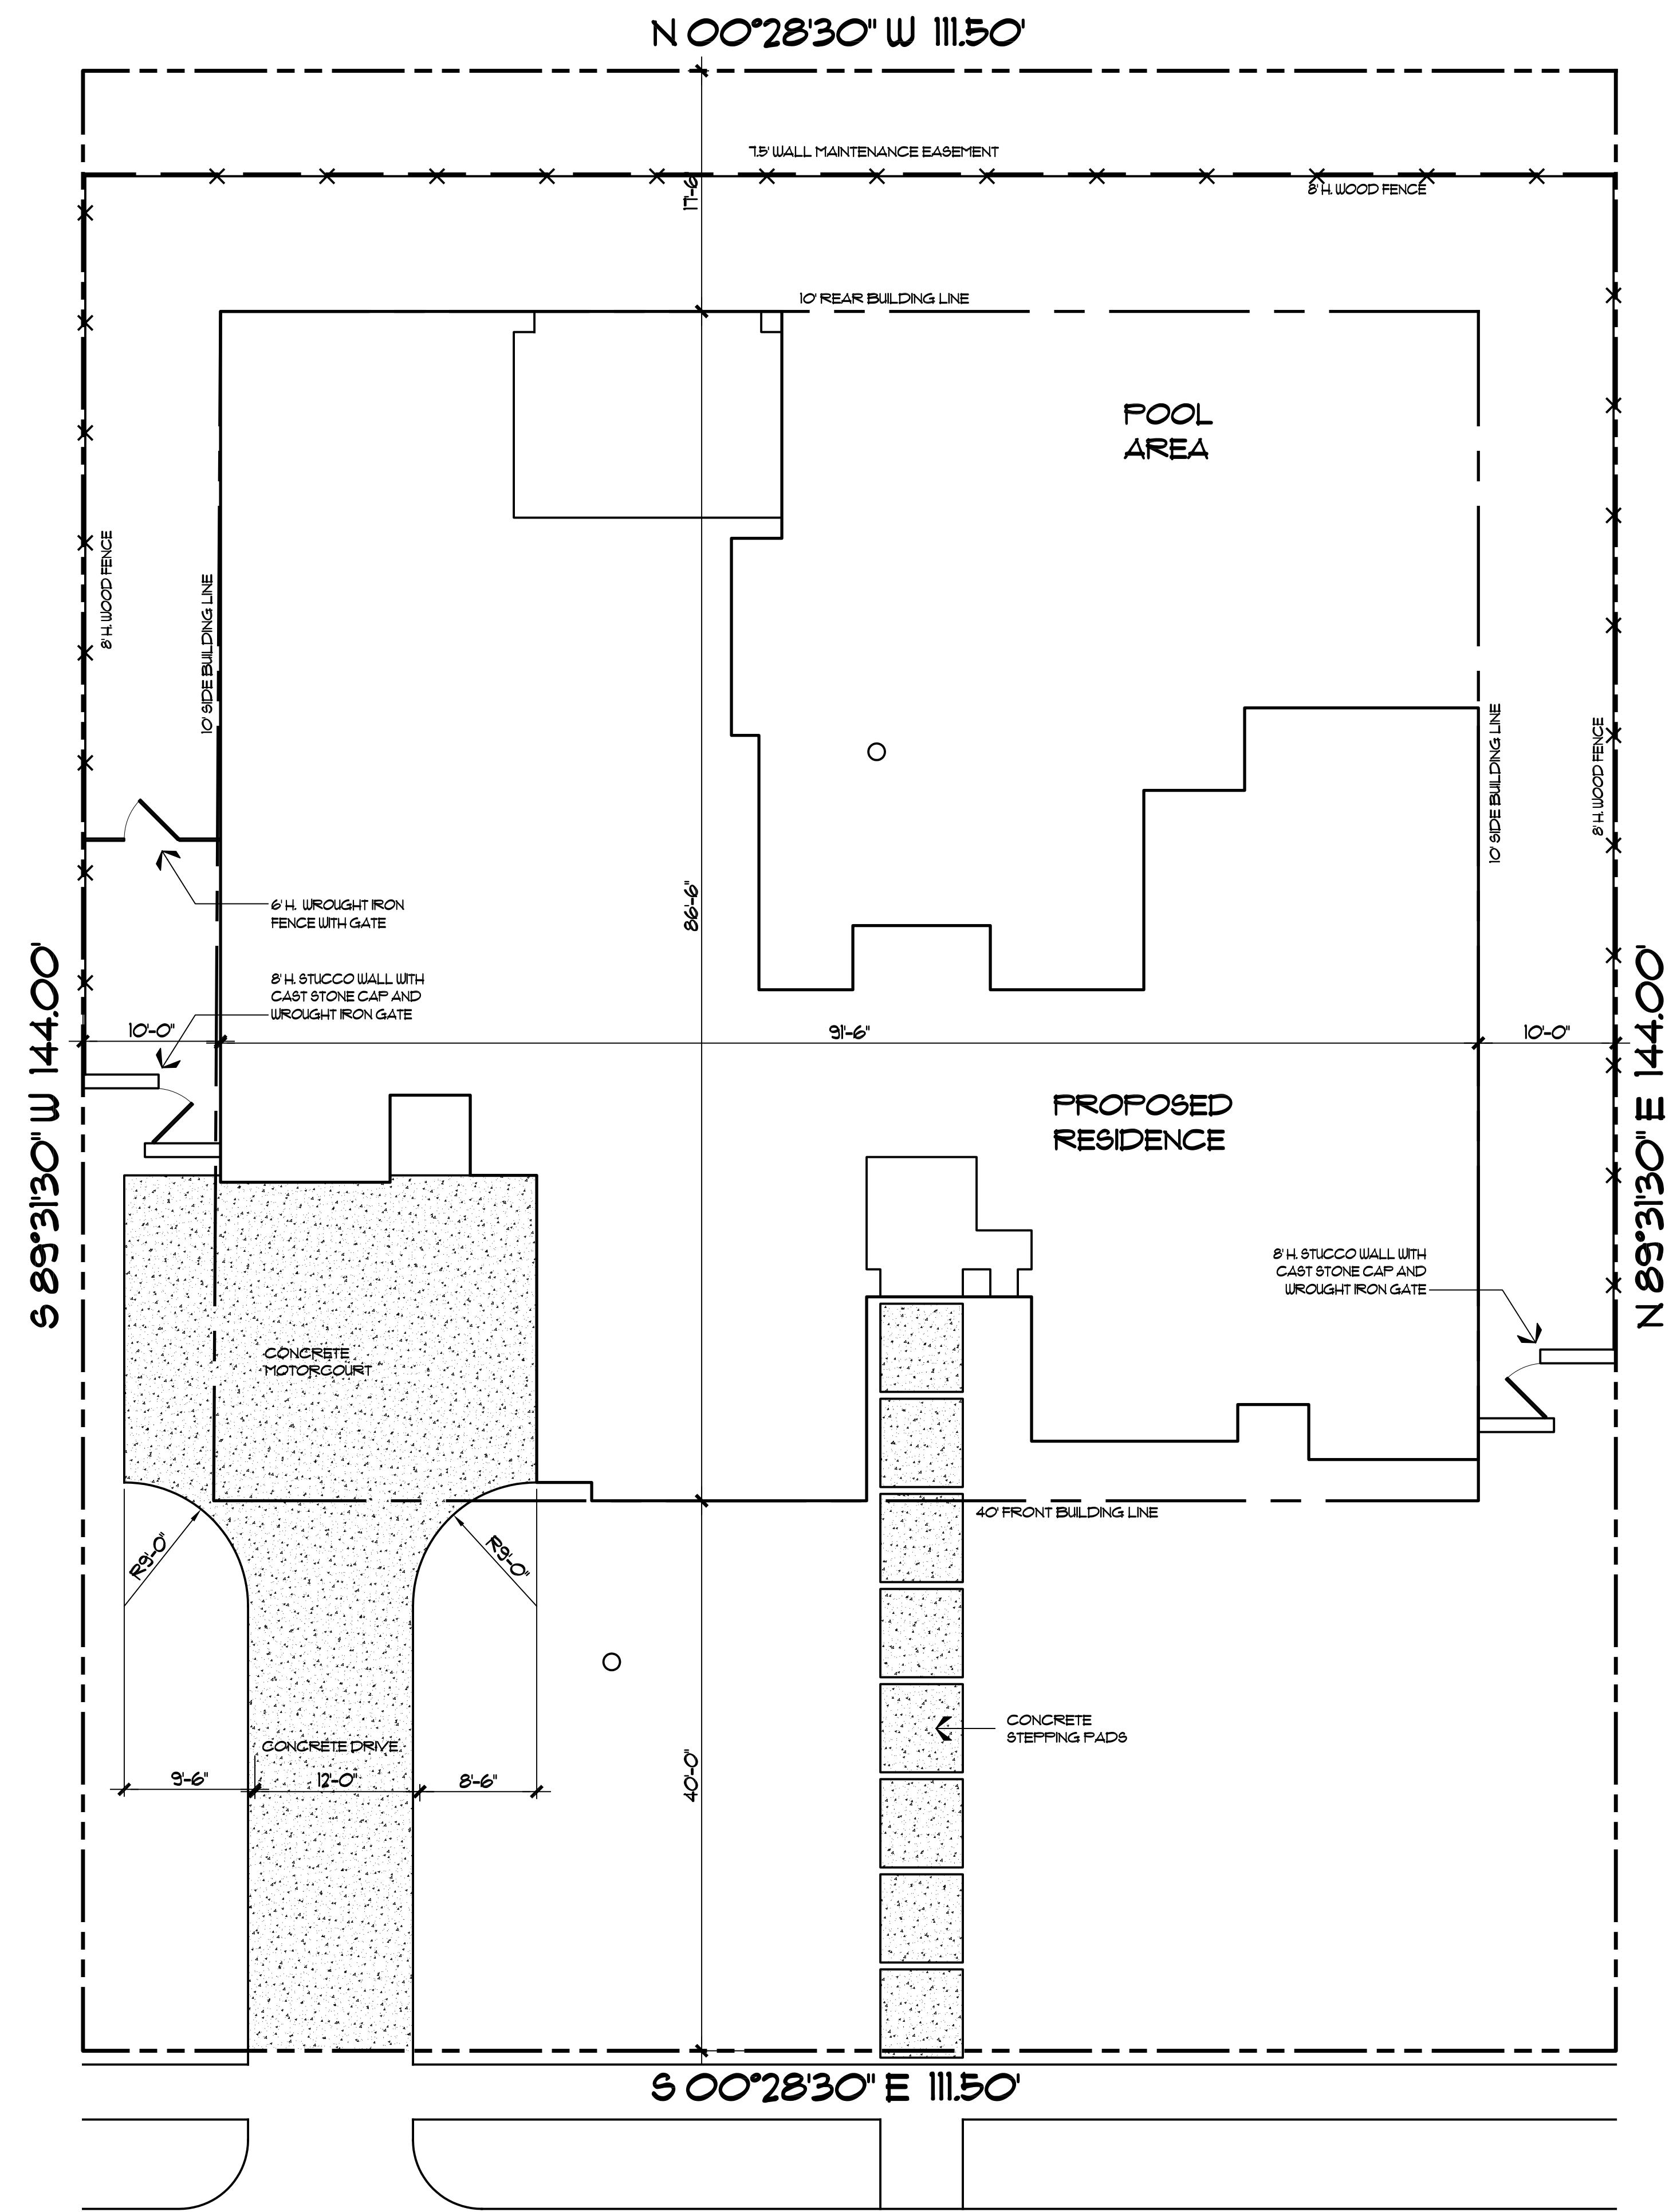 N 00°28'30" W 111.50'
7.5' WALL MAINTENANCE EASEMENT
8' H. WOOD FENCE
17'-6"
10' REAR BUILDING LINE
POOL
AREA
8' H. WOOD FENCE
10' SIDE BUILDING LINE
10' SIDE BUILDING LINE
8' H. WOOD FENCE
86'-6"
6' H. WROUGHT IRON
FENCE WITH GATE
8' H. STUCCO WALL WITH
CAST STONE CAP AND
WROUGHT IRON GATE
S 89°31'30" W 144.00'
N 89°31'30" E 144.00'
10'-0"
91'-6"
10'-0"
PROPOSED
RESIDENCE
8' H. STUCCO WALL WITH
CAST STONE CAP AND
WROUGHT IRON GATE
CONCRETE
MOTORCOURT
40' FRONT BUILDING LINE
R9'-0"
R9'-0"
CONCRETE
STEPPING PADS
CONCRETE DRIVE
9'-6"
12'-0"
8'-6"
40'-0"
S 00°28'30" E 111.50'